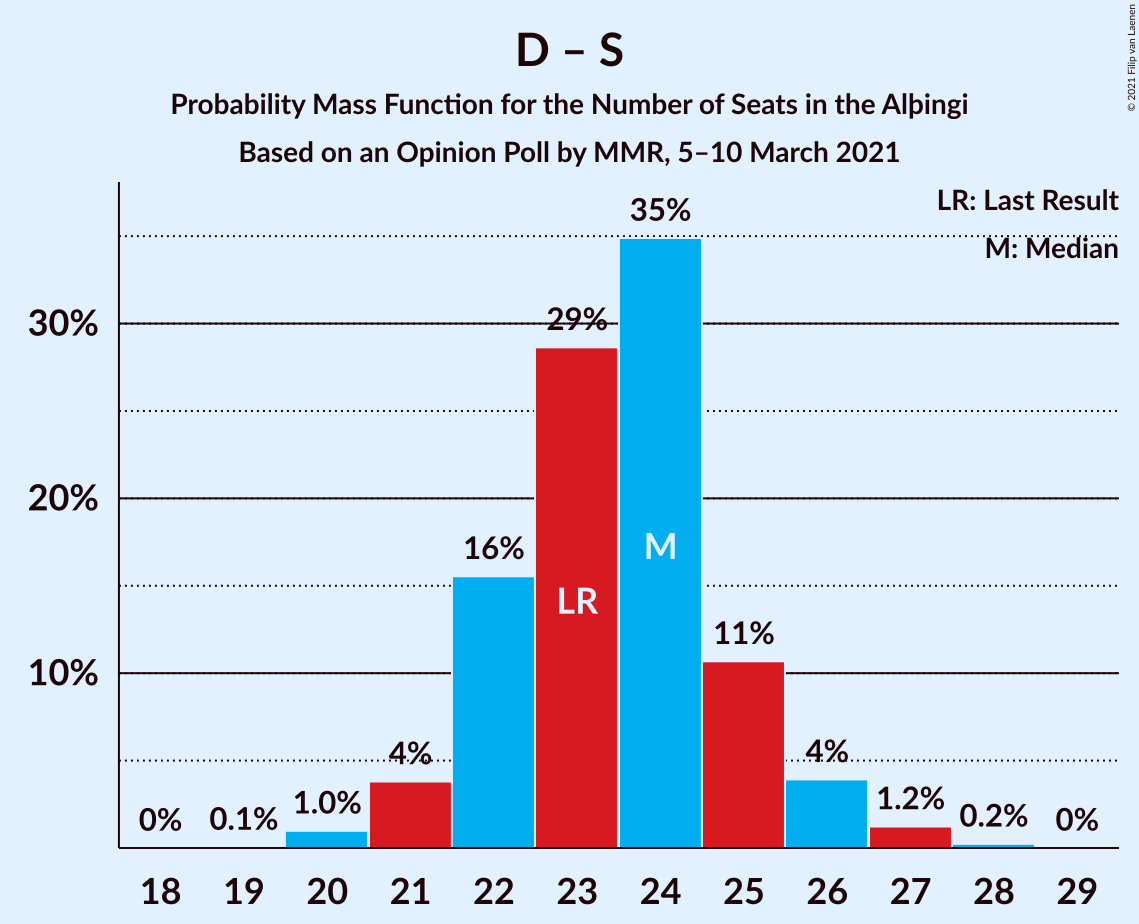 D – S
Probability Mass Function for the Number of Seats in the Alþingi
Based on an Opinion Poll by MMR, 5–10 March 2021
© 2021 Filip van Laenen
LR: Last Result
M: Median
30%
20%
10%
0%
0.1%
1.0%
4%
16%
29%
35%
11%
4%
1.2%
0.2%
0%
LR
M
18 19 20 21 22 23 24 25 26 27 28 29